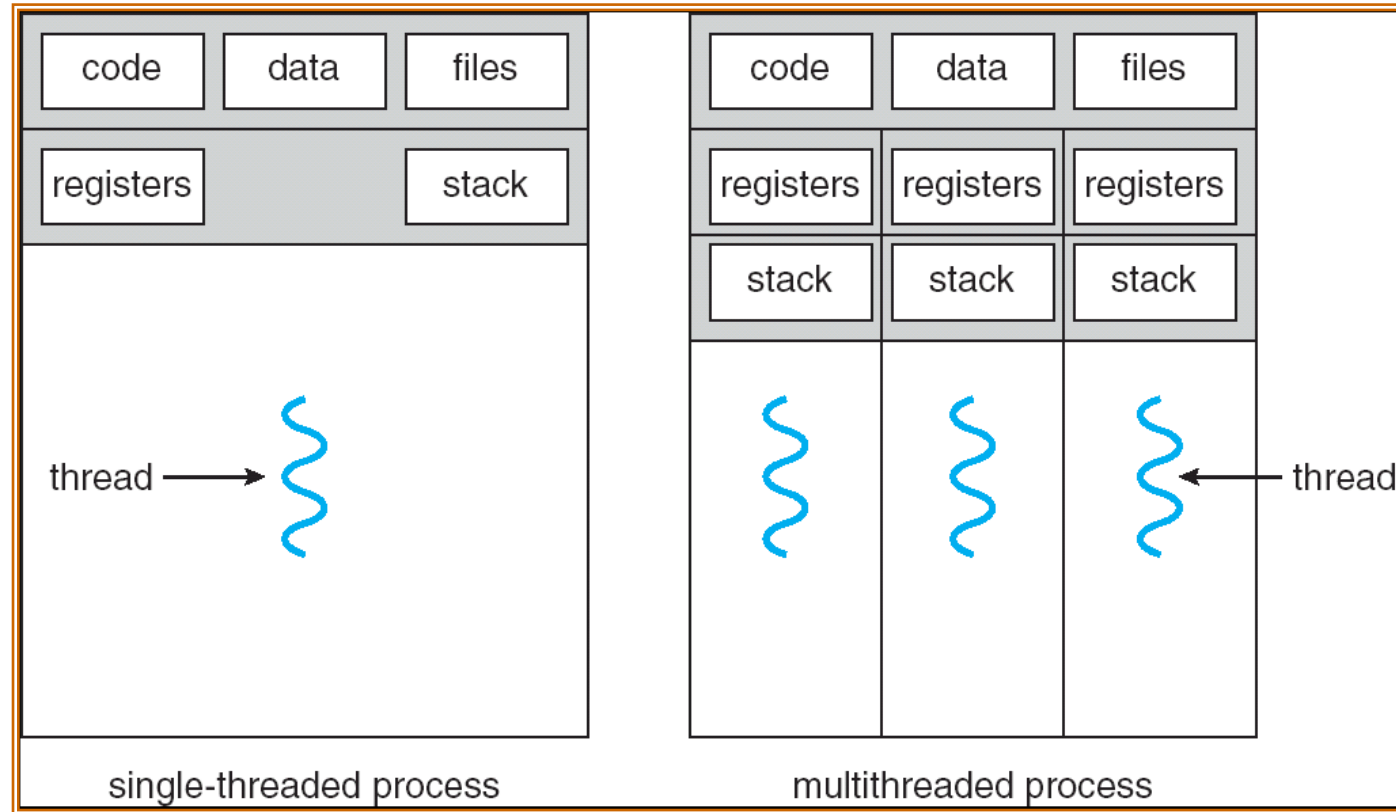 code data files code data files
registers stack registers registers registers
stack stack stack
thread thread
single-threaded process multithreaded process